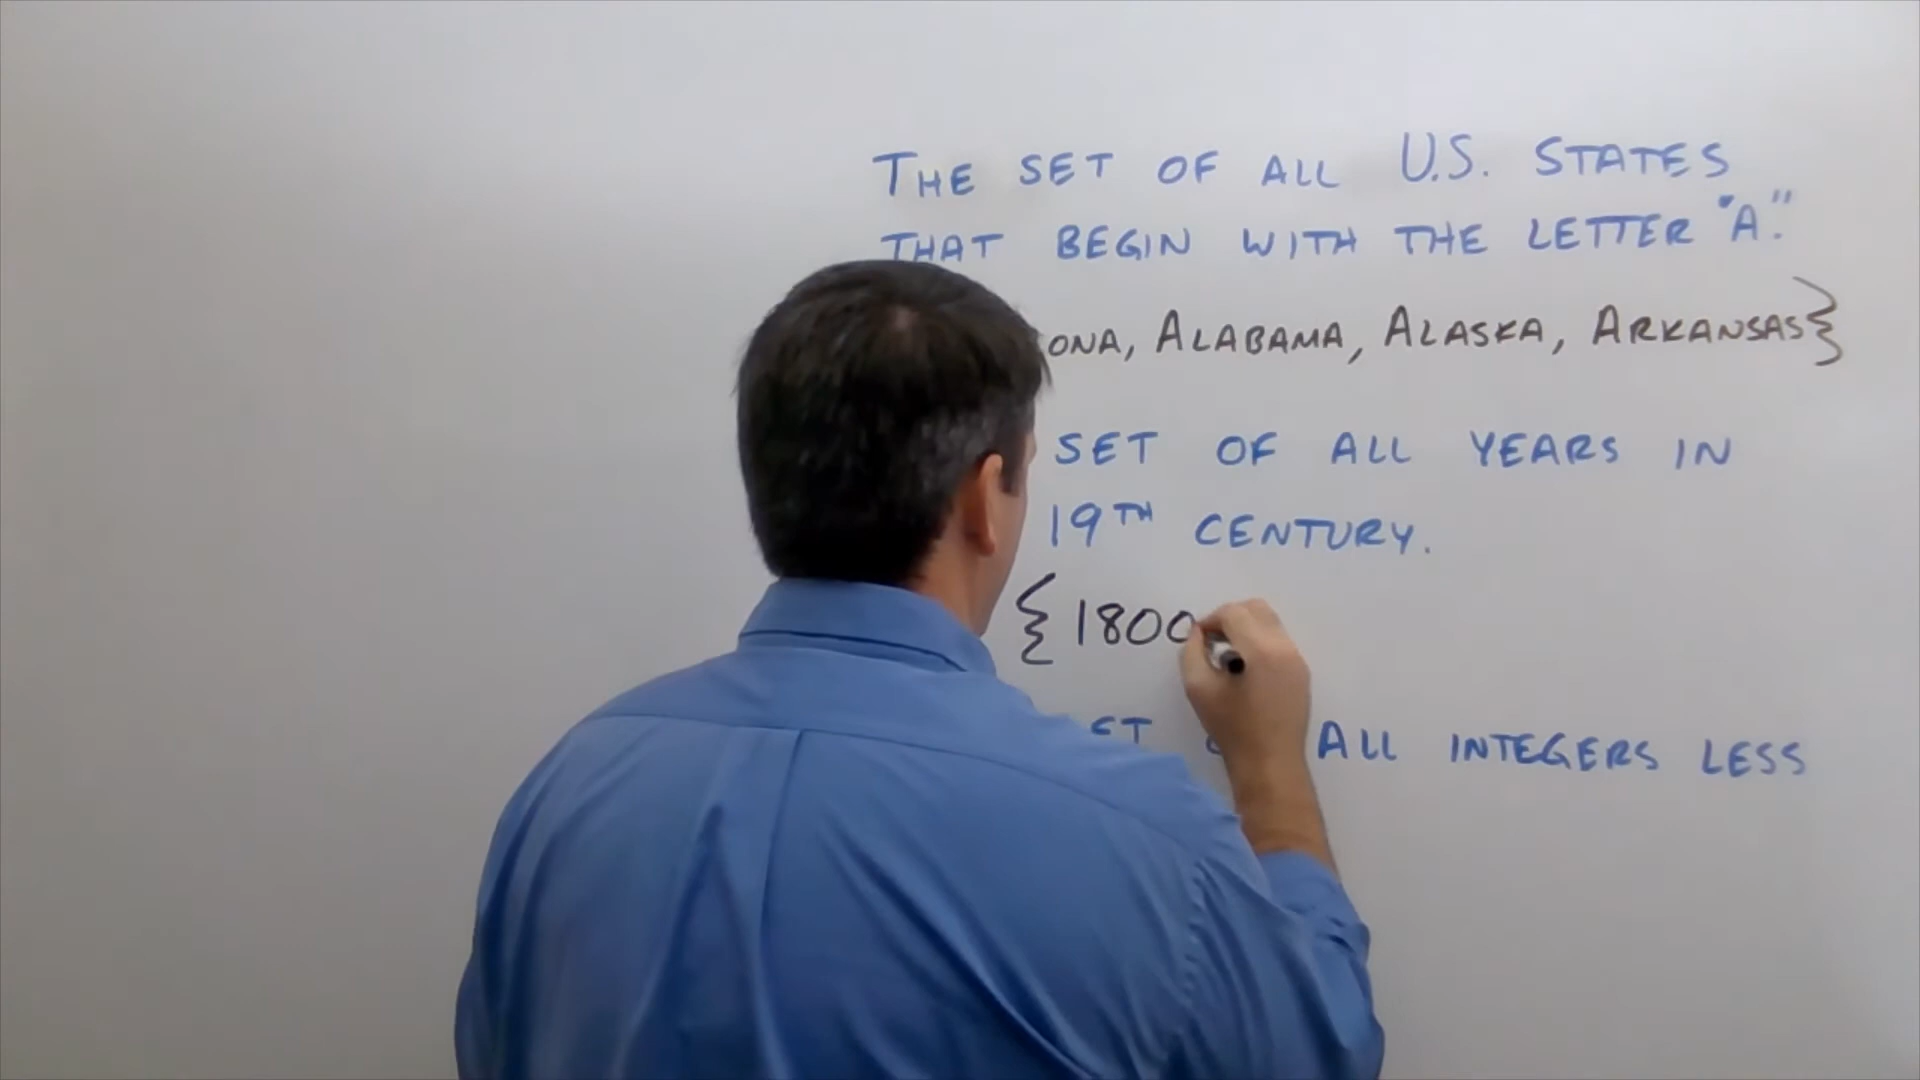 THE SET OF ALL U.S. STATES
THAT BEGIN WITH THE LETTER "A."
ONA, ALABAMA, ALASKA, ARKANSAS}
SET OF ALL YEARS IN
19TH CENTURY.
{1800
ALL INTEGERS LESS